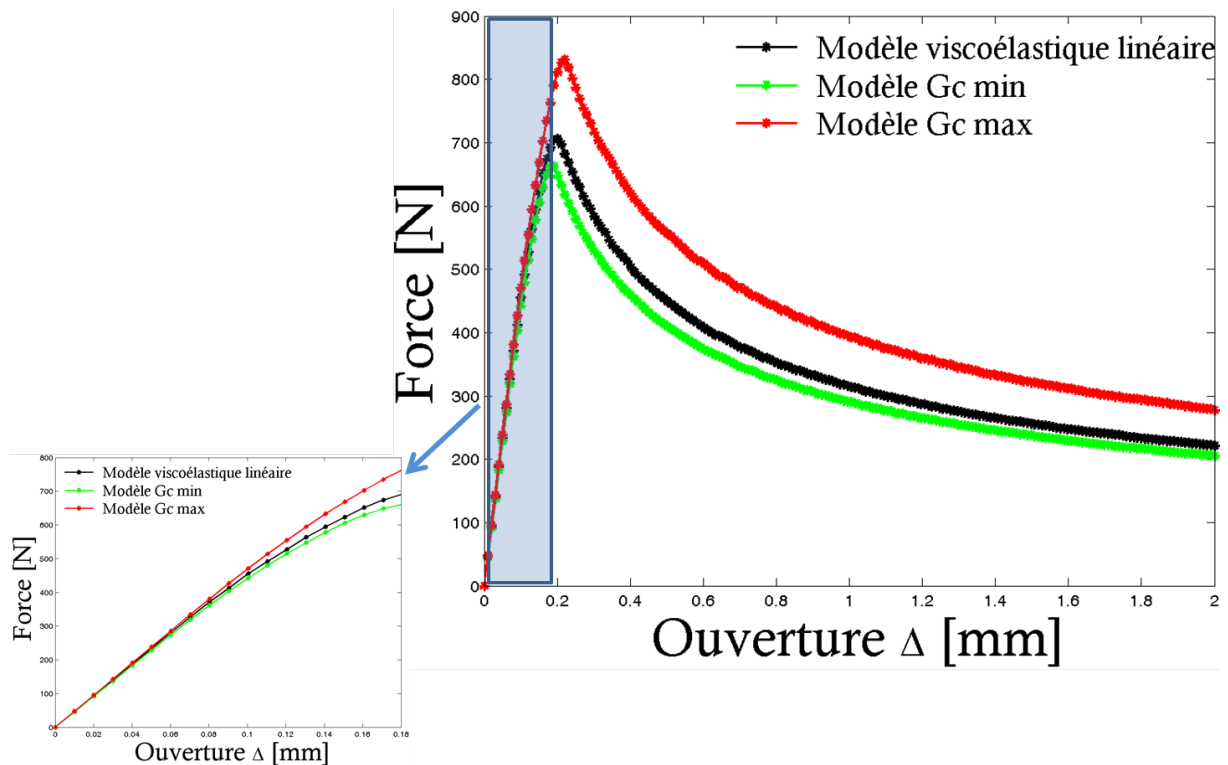 900
800
700
600
500
400
300
200
100
0
Force [N]
Modèle viscoélastique linéaire
Modèle Gc min
Modèle Gc max
0 0.2 0.4 0.6 0.8 1 1.2 1.4 1.6 1.8 2
Ouverture Δ [mm]
800
700
600
500
400
300
200
100
0
Force [N]
Modèle viscoélastique linéaire
Modèle Gc min
Modèle Gc max
0 0.02 0.04 0.06 0.08 0.1 0.12 0.14 0.16 0.18
Ouverture Δ [mm]